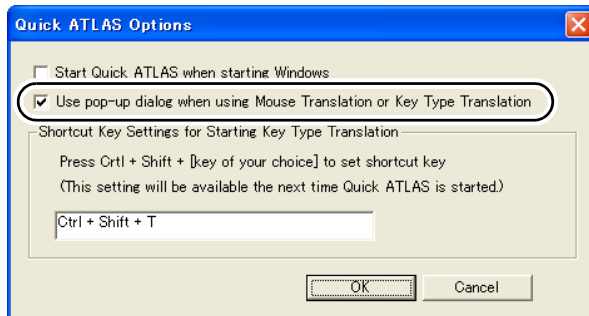 Quick ATLAS Options
Start Quick ATLAS when starting Windows
Use pop-up dialog when using Mouse Translation or Key Type Translation
Shortcut Key Settings for Starting Key Type Translation
Press Crtl + Shift + [key of your choice] to set shortcut key
(This setting will be available the next time Quick ATLAS is started.)
Ctrl + Shift + T
OK Cancel